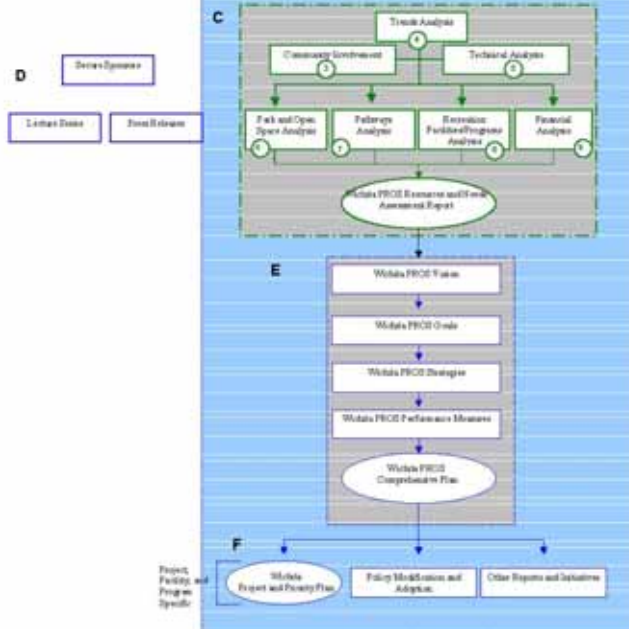 C
Trends Analysis
4
Community Involvement
3
Technical Analysis
5
D
Lecture Series
Press Releases
Park and Open
Space Analysis
6
Pathways
Analysis
7
Recreation
Facilities/Programs
Analysis
8
Financial
Analysis
9
Wichita PROS Resources and Needs
Assessment Report
E
Wichita PROS Vision
Wichita PROS Goals
Wichita PROS Strategies
Wichita PROS Performance Measures
Wichita PROS
Comprehensive Plan
F
Project,
Facility, and
Program
Specific
Wichita
Project and Priority Plan
Policy Modification and
Adoption
Other Reports and Initiatives